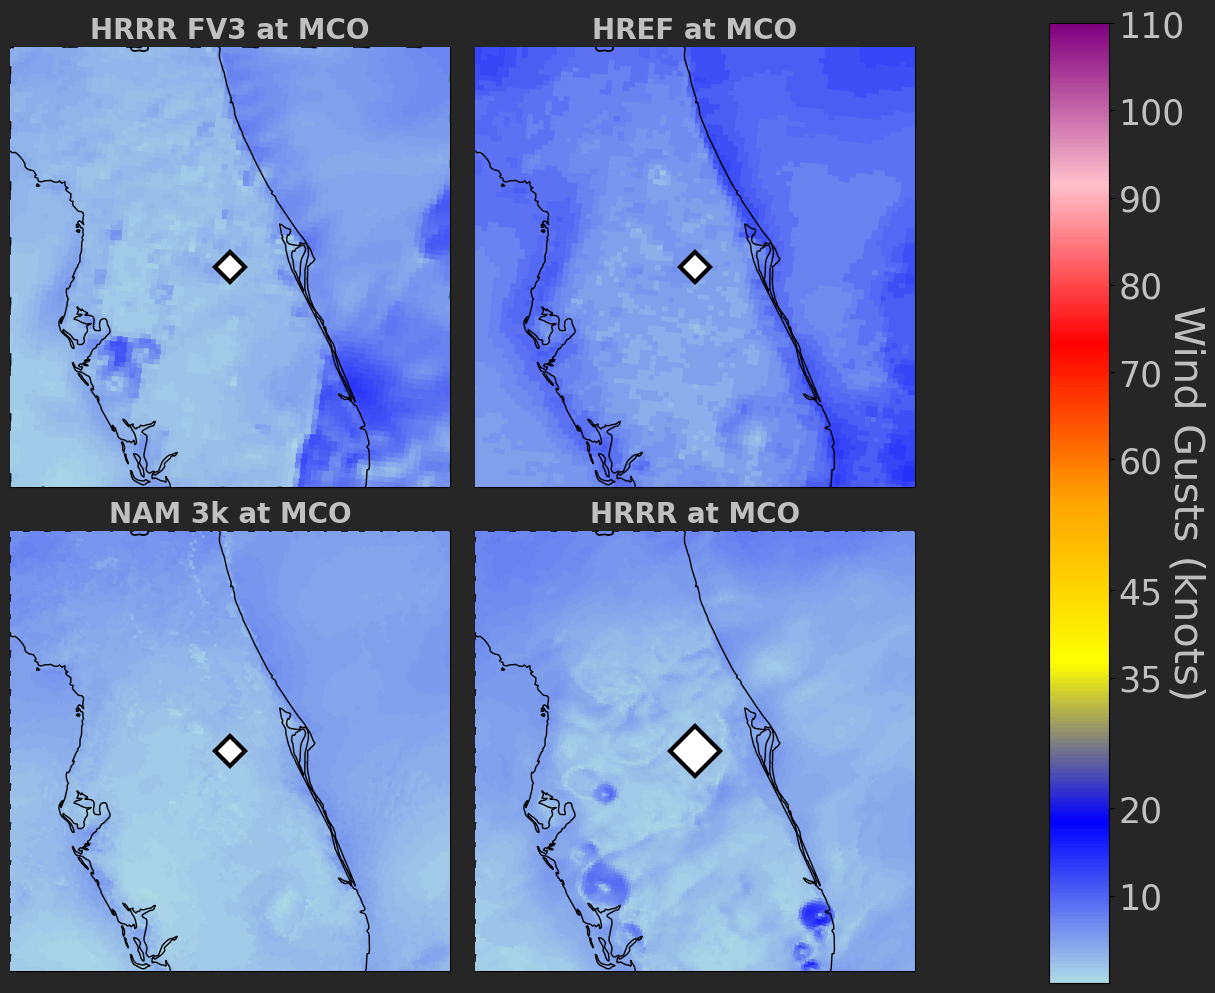 HRRR FV3 at MCO
HREF at MCO
NAM 3k at MCO
HRRR at MCO
110
100
90
80
70
60
45
35
20
10
Wind Gusts (knots)